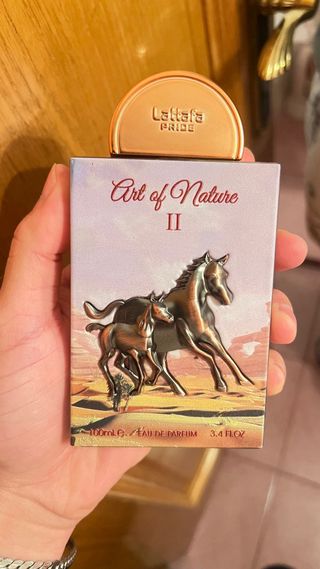 Lattafa
PRIDE
Art of Nature
II
100mL ℮ EAU DE PARFUM 3.4 FL.OZ